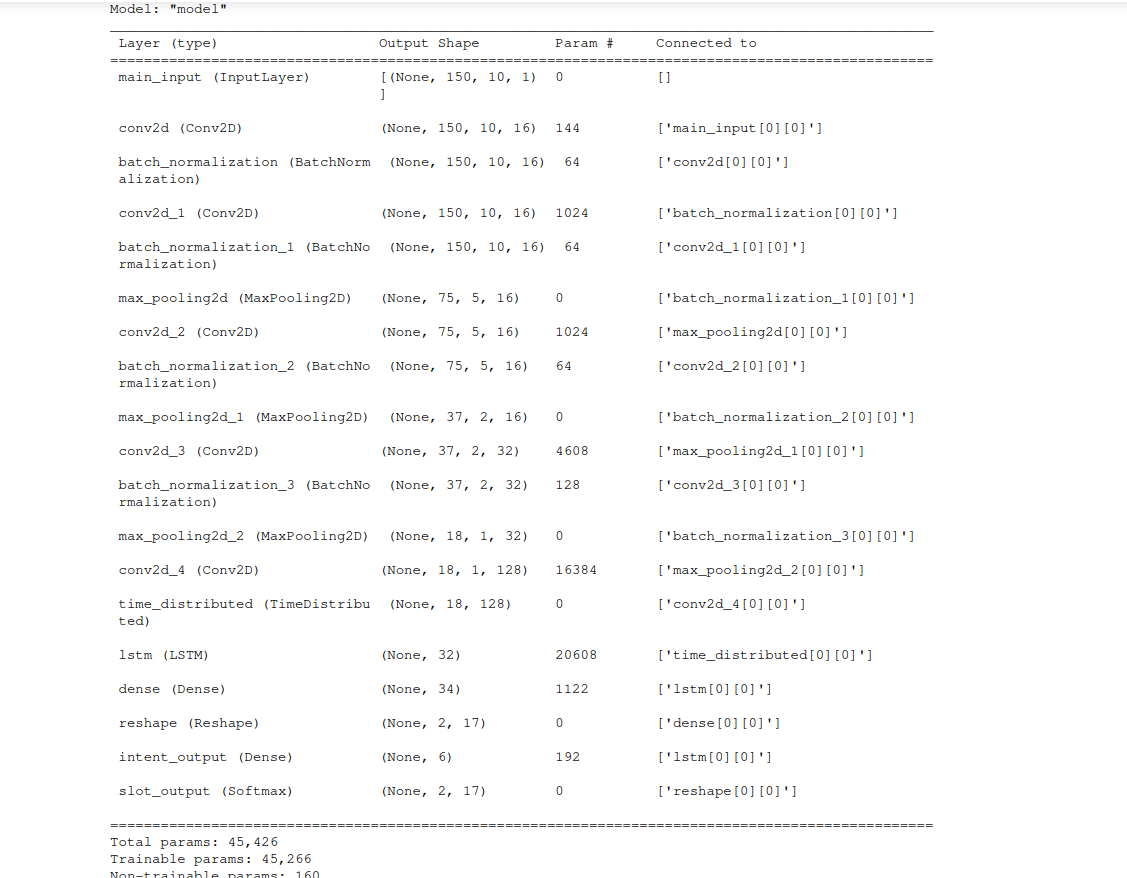 Model: "model"
Layer (type) Output Shape Param # Connected to
main_input (InputLayer) [(None, 150, 10, 1) 0 []
]
conv2d (Conv2D) (None, 150, 10, 16) 144 ['main_input[0][0]']
batch_normalization (BatchNorm (None, 150, 10, 16) 64 ['conv2d[0][0]']
alization)
conv2d_1 (Conv2D) (None, 150, 10, 16) 1024 ['batch_normalization[0][0]']
batch_normalization_1 (BatchNo (None, 150, 10, 16) 64 ['conv2d_1[0][0]']
rmalization)
max_pooling2d (MaxPooling2D) (None, 75, 5, 16) 0 ['batch_normalization_1[0][0]']
conv2d_2 (Conv2D) (None, 75, 5, 16) 1024 ['max_pooling2d[0][0]']
batch_normalization_2 (BatchNo (None, 75, 5, 16) 64 ['conv2d_2[0][0]']
rmalization)
max_pooling2d_1 (MaxPooling2D) (None, 37, 2, 16) 0 ['batch_normalization_2[0][0]']
conv2d_3 (Conv2D) (None, 37, 2, 32) 4608 ['max_pooling2d_1[0][0]']
batch_normalization_3 (BatchNo (None, 37, 2, 32) 128 ['conv2d_3[0][0]']
rmalization)
max_pooling2d_2 (MaxPooling2D) (None, 18, 1, 32) 0 ['batch_normalization_3[0][0]']
conv2d_4 (Conv2D) (None, 18, 1, 128) 16384 ['max_pooling2d_2[0][0]']
time_distributed (TimeDistribu (None, 18, 128) 0 ['conv2d_4[0][0]']
ted)
lstm (LSTM) (None, 32) 20608 ['time_distributed[0][0]']
dense (Dense) (None, 34) 1122 ['lstm[0][0]']
reshape (Reshape) (None, 2, 17) 0 ['dense[0][0]']
intent_output (Dense) (None, 6) 192 ['lstm[0][0]']
slot_output (Softmax) (None, 2, 17) 0 ['reshape[0][0]']
Total params: 45,426
Trainable params: 45,266
Non-trainable params: 160